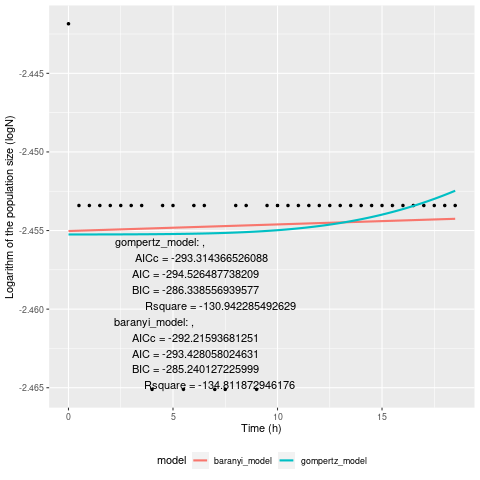 Logarithm of the population size (logN)
-2.445
-2.450
-2.455
-2.460
-2.465
gompertz_model: ,
AICc = -293.314366526088
AIC = -294.526487738209
BIC = -286.338556939577
Rsquare = -130.942285492629
baranyi_model: ,
AICc = -292.21593681251
AIC = -293.428058024631
BIC = -285.240127225999
Rsquare = -134.811872946176
0 5 10 15
Time (h)
model baranyi_model gompertz_model